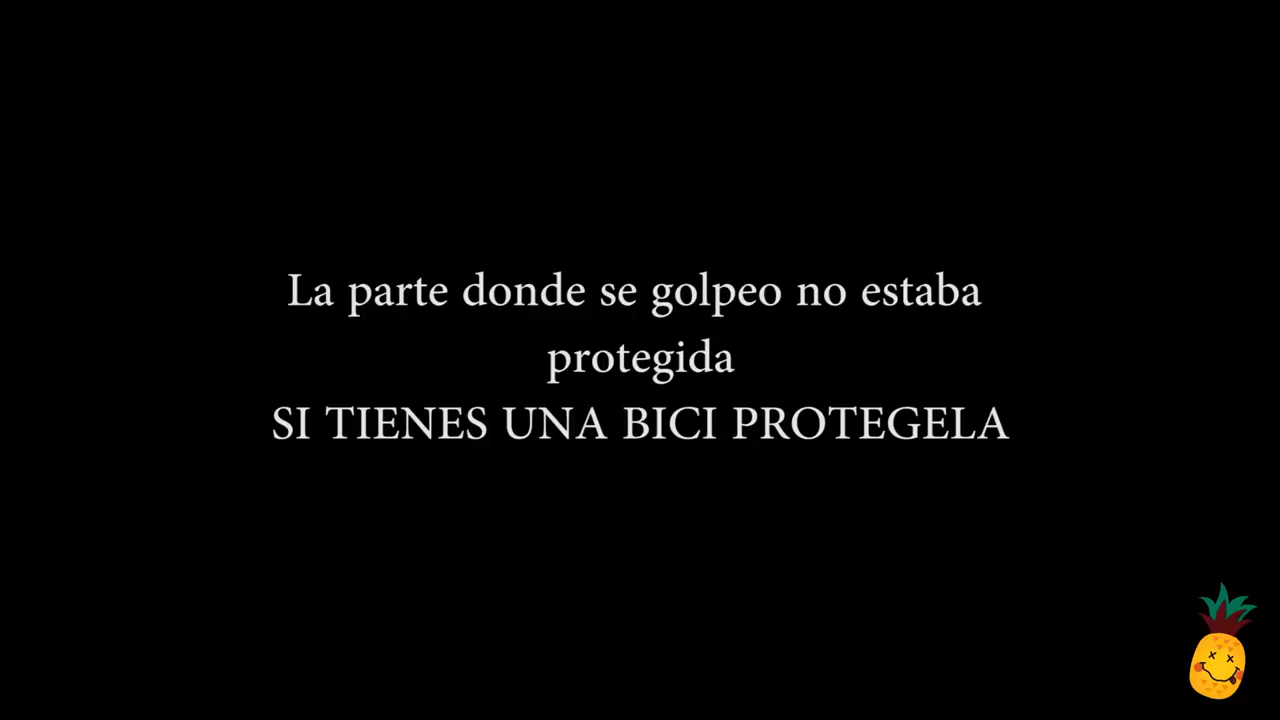 La parte donde se golpeo no estaba
protegida
SI TIENES UNA BICI PROTEGELA